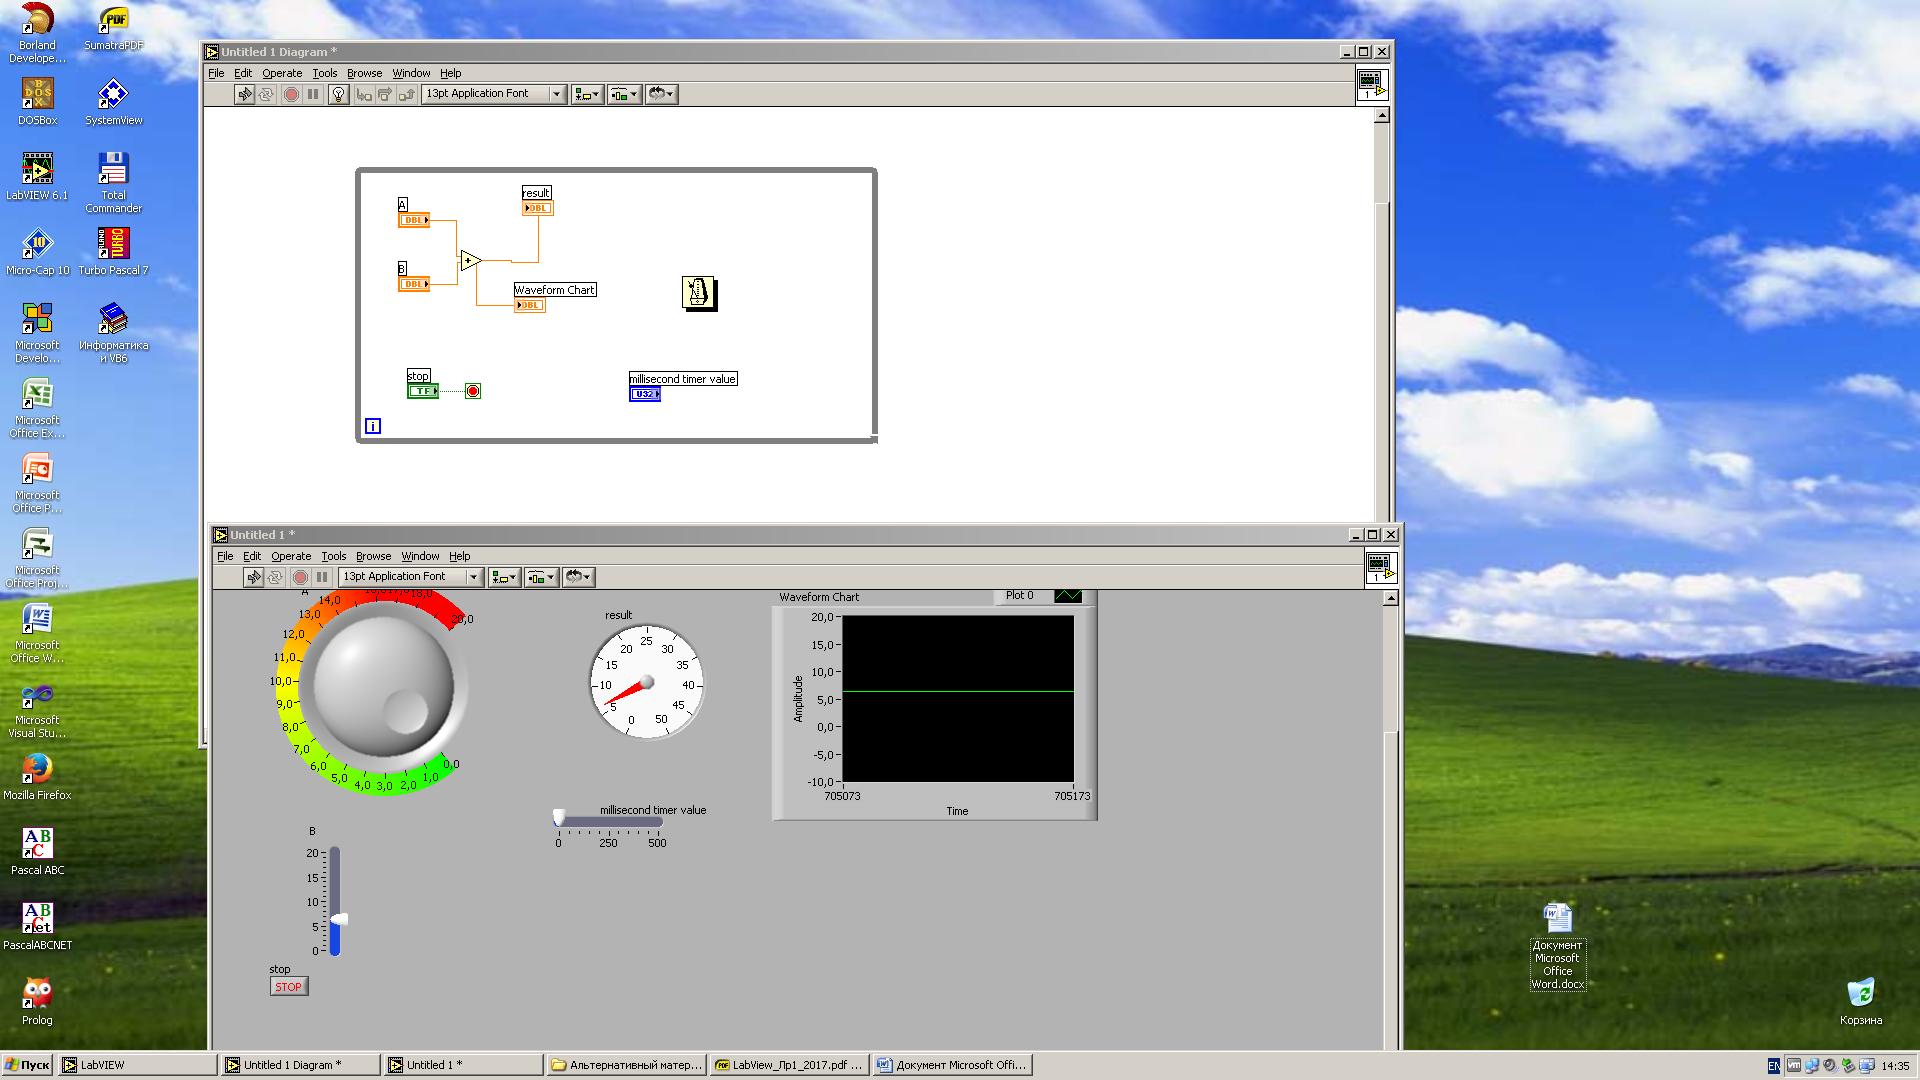 Borland
Develope...
SumatraPDF
DOSBox
SystemView
LabVIEW 6.1
Total
Commander
Micro-Cap 10
Turbo Pascal 7
Microsoft
Develo...
Информатика
и VB6
Microsoft
Office Ex...
Microsoft
Office P...
Microsoft
Office Proj...
Microsoft
Office W...
Microsoft
Visual Stu...
Mozilla Firefox
Pascal ABC
PascalABCNET
Prolog
Untitled 1 Diagram *
File Edit Operate Tools Browse Window Help
13pt Application Font
1
result
DBL
A
DBL
B
DBL
+
Waveform Chart
DBL
stop
TF
millisecond timer value
U32
i
Untitled 1 *
File Edit Operate Tools Browse Window Help
13pt Application Font
1
A
14,0
18,0
13,0
20,0
12,0
11,0
10,0
9,0
8,0
7,0
6,0
5,0
4,0
3,0
2,0
1,0
0,0
result
0 5 10 15 20 25 30 35 40 45 50
Waveform Chart
Plot 0
20,0
15,0
10,0
5,0
0,0
-5,0
-10,0
Amplitude
705073 705173
Time
millisecond timer value
0 250 500
B
20
15
10
5
0
stop
STOP
Документ
Microsoft
Office
Word.docx
Корзина
Пуск
LabVIEW
Untitled 1 Diagram *
Untitled 1 *
Альтернативный матер...
LabView_Лр1_2017.pdf ...
Документ Microsoft Offi...
EN
14:35